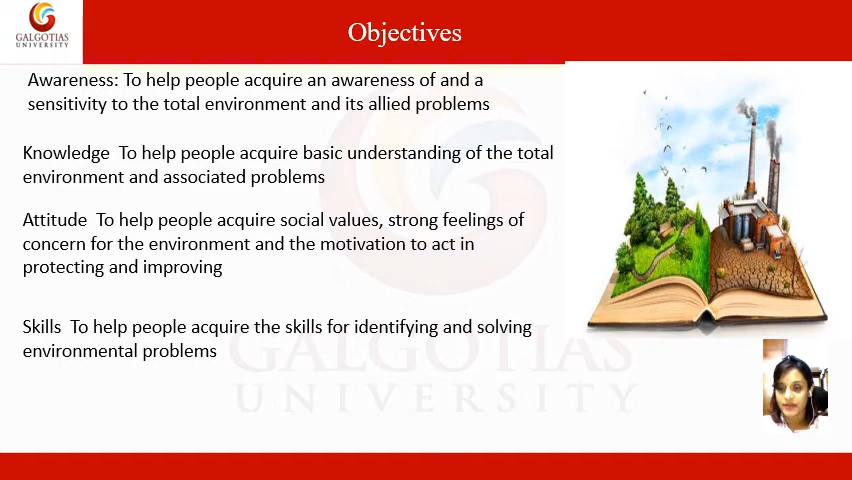 GALGOTIAS
UNIVERSITY
Objectives
Awareness: To help people acquire an awareness of and a
sensitivity to the total environment and its allied problems
Knowledge To help people acquire basic understanding of the total
environment and associated problems
Attitude To help people acquire social values, strong feelings of
concern for the environment and the motivation to act in
protecting and improving
Skills To help people acquire the skills for identifying and solving
environmental problems
GALGOTIAS
UNIVERSITY